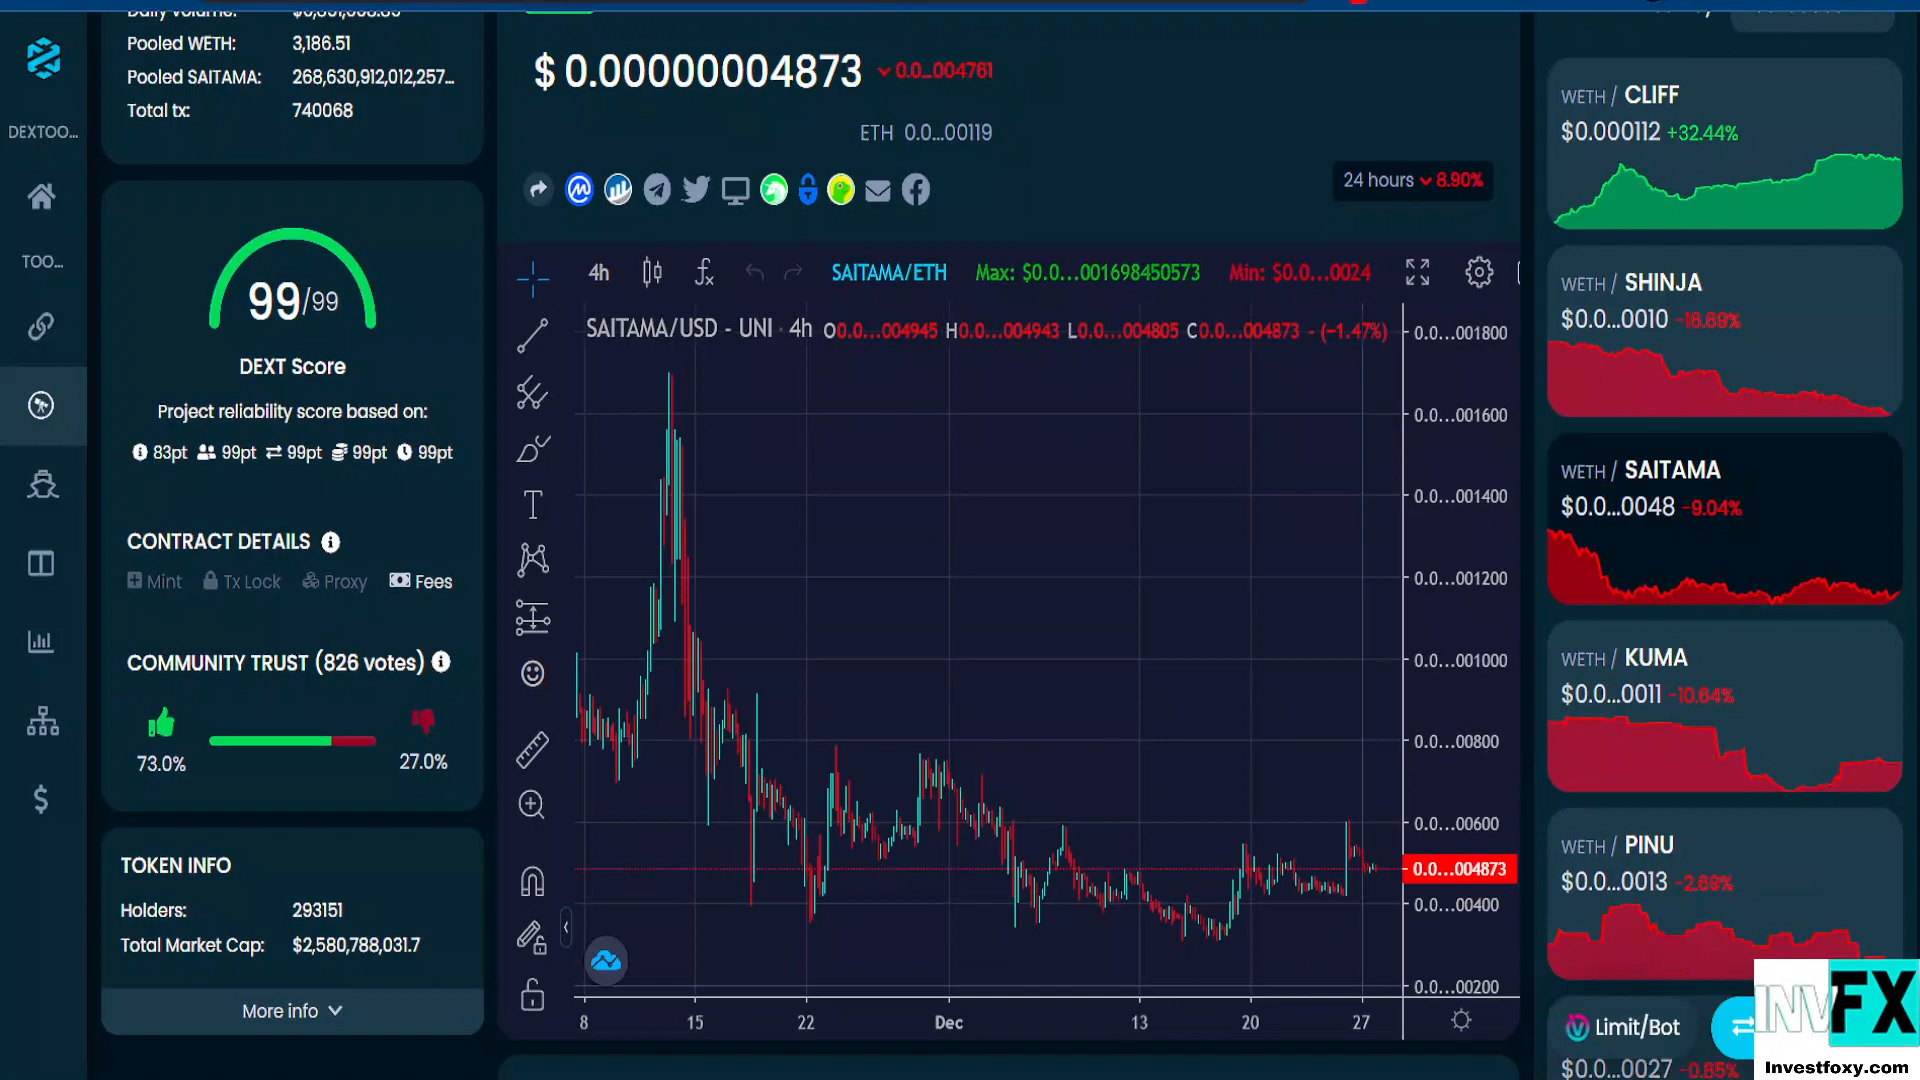 Daily Volume:
Pooled WETH: 3,186.51
Pooled SAITAMA: 268,630,912,012,257...
Total tx: 740068
DEXTOO...
TOO...
99/99
DEXT Score
Project reliability score based on:
83pt 99pt 99pt 99pt 99pt
CONTRACT DETAILS
Mint Tx Lock Proxy Fees
COMMUNITY TRUST (826 votes)
73.0% 27.0%
TOKEN INFO
Holders: 293151
Total Market Cap: $2,580,788,031.7
More info
$ 0.00000004873 0.0_004761
ETH 0.0...00119
24 hours 8.90%
4h SAITAMA/ETH Max: $0.0...001698450573 Min: $0.0...0024
SAITAMA/USD - UNI 4h O0.0...004945 H0.0...004943 L0.0...004805 C0.0...004873 - (−1.47%)
0.0...001800
0.0...001600
0.0...001400
0.0...001200
0.0...001000
0.0...00800
0.0...00600
0.0...004873
0.0...00400
0.0...00200
8 15 22 Dec 13 20 27
WETH / CLIFF
$0.000112 +32.44%
WETH / SHINJA
$0.0...0010 -16.69%
WETH / SAITAMA
$0.0...0048 -9.04%
WETH / KUMA
$0.0...0011 -10.64%
WETH / PINU
$0.0...0013 -2.69%
Limit/Bot
$0.0...0027 -0.85%
INVFX
Investfoxy.com